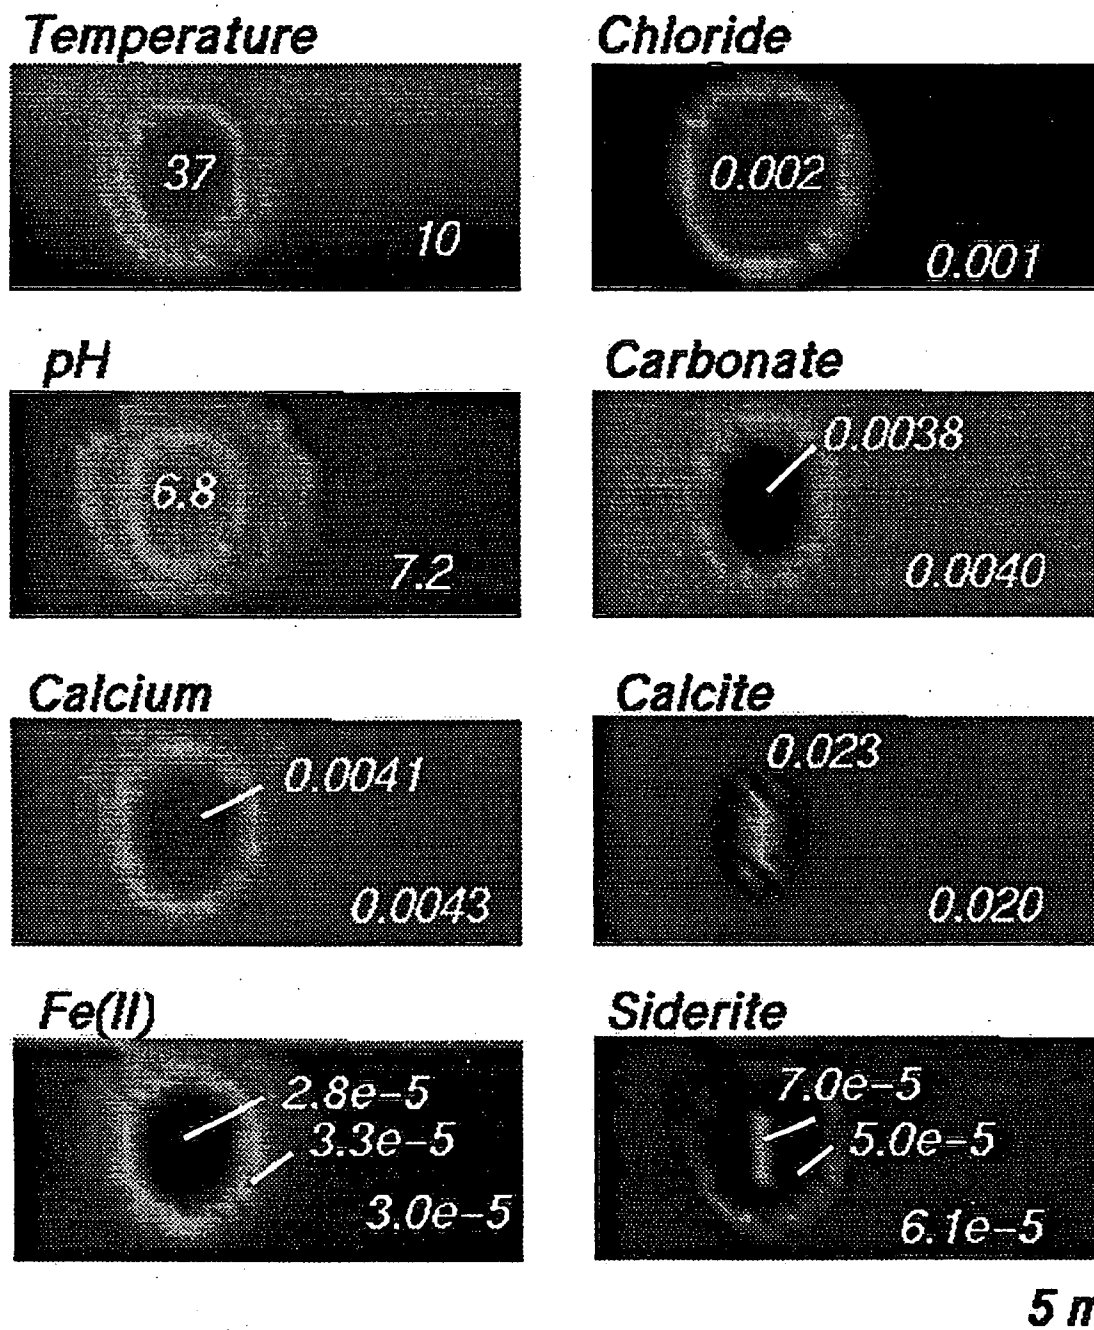 Temperature
37
10
Chloride
0.002
0.001
pH
6.8
7.2
Carbonate
0.0038
0.0040
Calcium
0.0041
0.0043
Calcite
0.023
0.020
Fe(II)
2.8e-5
3.3e-5
3.0e-5
Siderite
7.0e-5
5.0e-5
6.1e-5
5 m